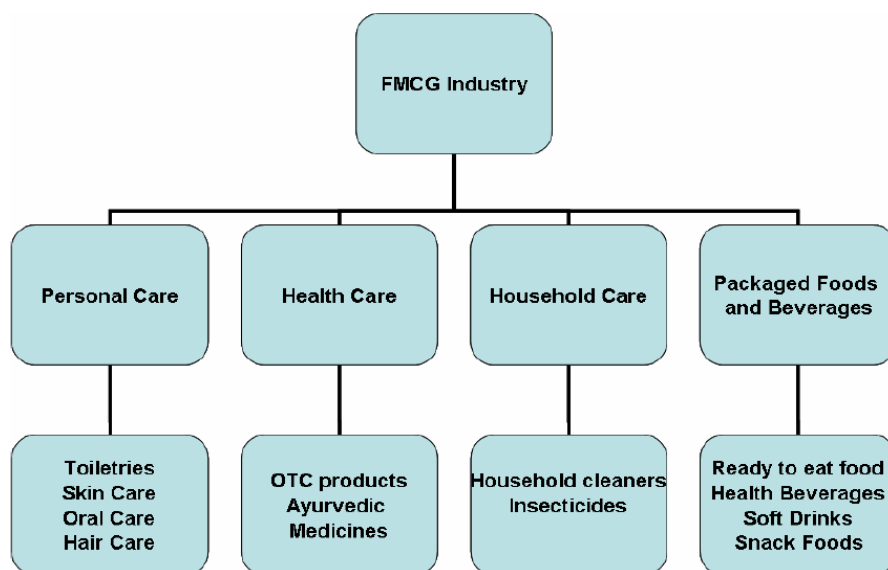 FMCG Industry
Personal Care
Health Care
Household Care
Packaged Foods
and Beverages
Toiletries
Skin Care
Oral Care
Hair Care
OTC products
Ayurvedic
Medicines
Household cleaners
Insecticides
Ready to eat food
Health Beverages
Soft Drinks
Snack Foods